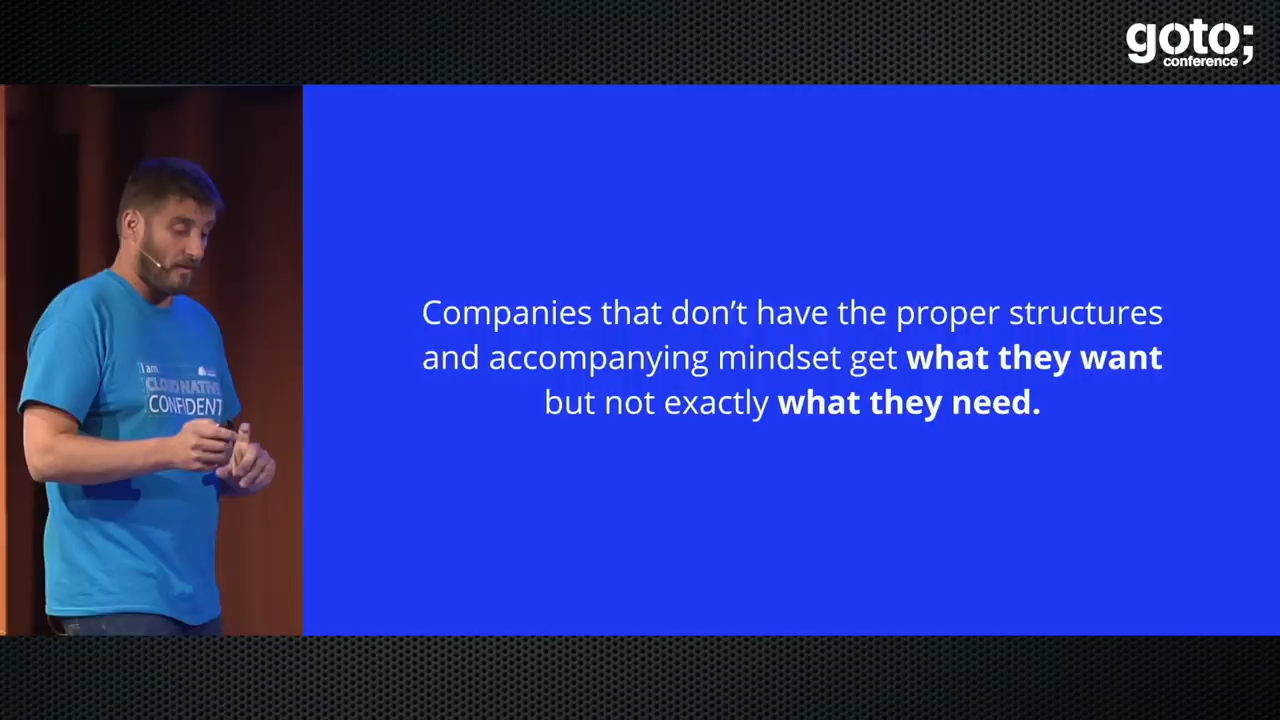 goto;
conference
Companies that don’t have the proper structures
and accompanying mindset get what they want
but not exactly what they need.
I am
CLOUD NATIVE
CONFIDENT